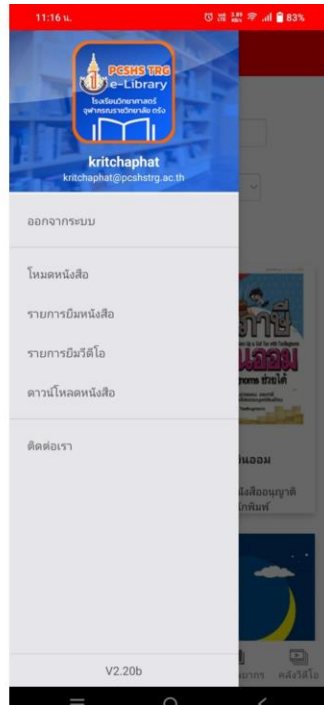 11:16 น.
83%
PCSHS TRG
e-Library
โรงเรียนวิทยาศาสตร์
จุฬาภรณราชวิทยาลัย ตรัง
kritchaphat
kritchaphat@pcshstrg.ac.th
ออกจากระบบ
โหมดหนังสือ
รายการยืมหนังสือ
รายการยืมวีดีโอ
ดาวน์โหลดหนังสือ
ติดต่อเรา
V2.20b
คลังวีดีโอ